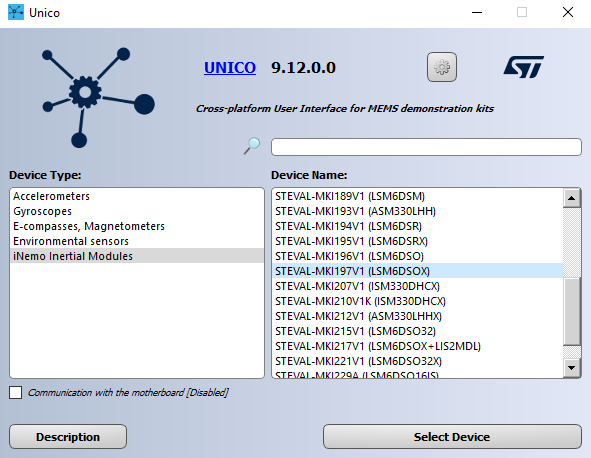 Unico
UNICO 9.12.0.0
Cross-platform User Interface for MEMS demonstration kits
Device Type:
Accelerometers
Gyroscopes
E-compasses, Magnetometers
Environmental sensors
iNemo Inertial Modules
Device Name:
STEVAL-MKI189V1 (LSM6DSM)
STEVAL-MKI193V1 (ASM330LHH)
STEVAL-MKI194V1 (LSM6DSR)
STEVAL-MKI195V1 (LSM6DSRX)
STEVAL-MKI196V1 (LSM6DSO)
STEVAL-MKI197V1 (LSM6DSOX)
STEVAL-MKI207V1 (ISM330DHCX)
STEVAL-MKI210V1K (ISM330DHCX)
STEVAL-MKI212V1 (ASM330LHHX)
STEVAL-MKI215V1 (LSM6DSO32)
STEVAL-MKI217V1 (LSM6DSOX+LIS2MDL)
STEVAL-MKI221V1 (LSM6DSO32X)
STEVAL-MKI229A (LSM6DSO16IS)
Communication with the motherboard [Disabled]
Description
Select Device